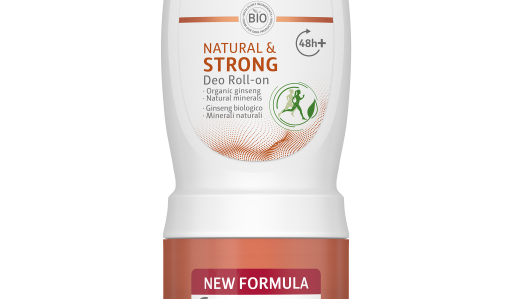 BIO
NATURAL &
48h+
STRONG
Deo Roll-on
· Organic ginseng
· Natural minerals
· Ginseng biologico
· Minerali naturali
NEW FORMULA